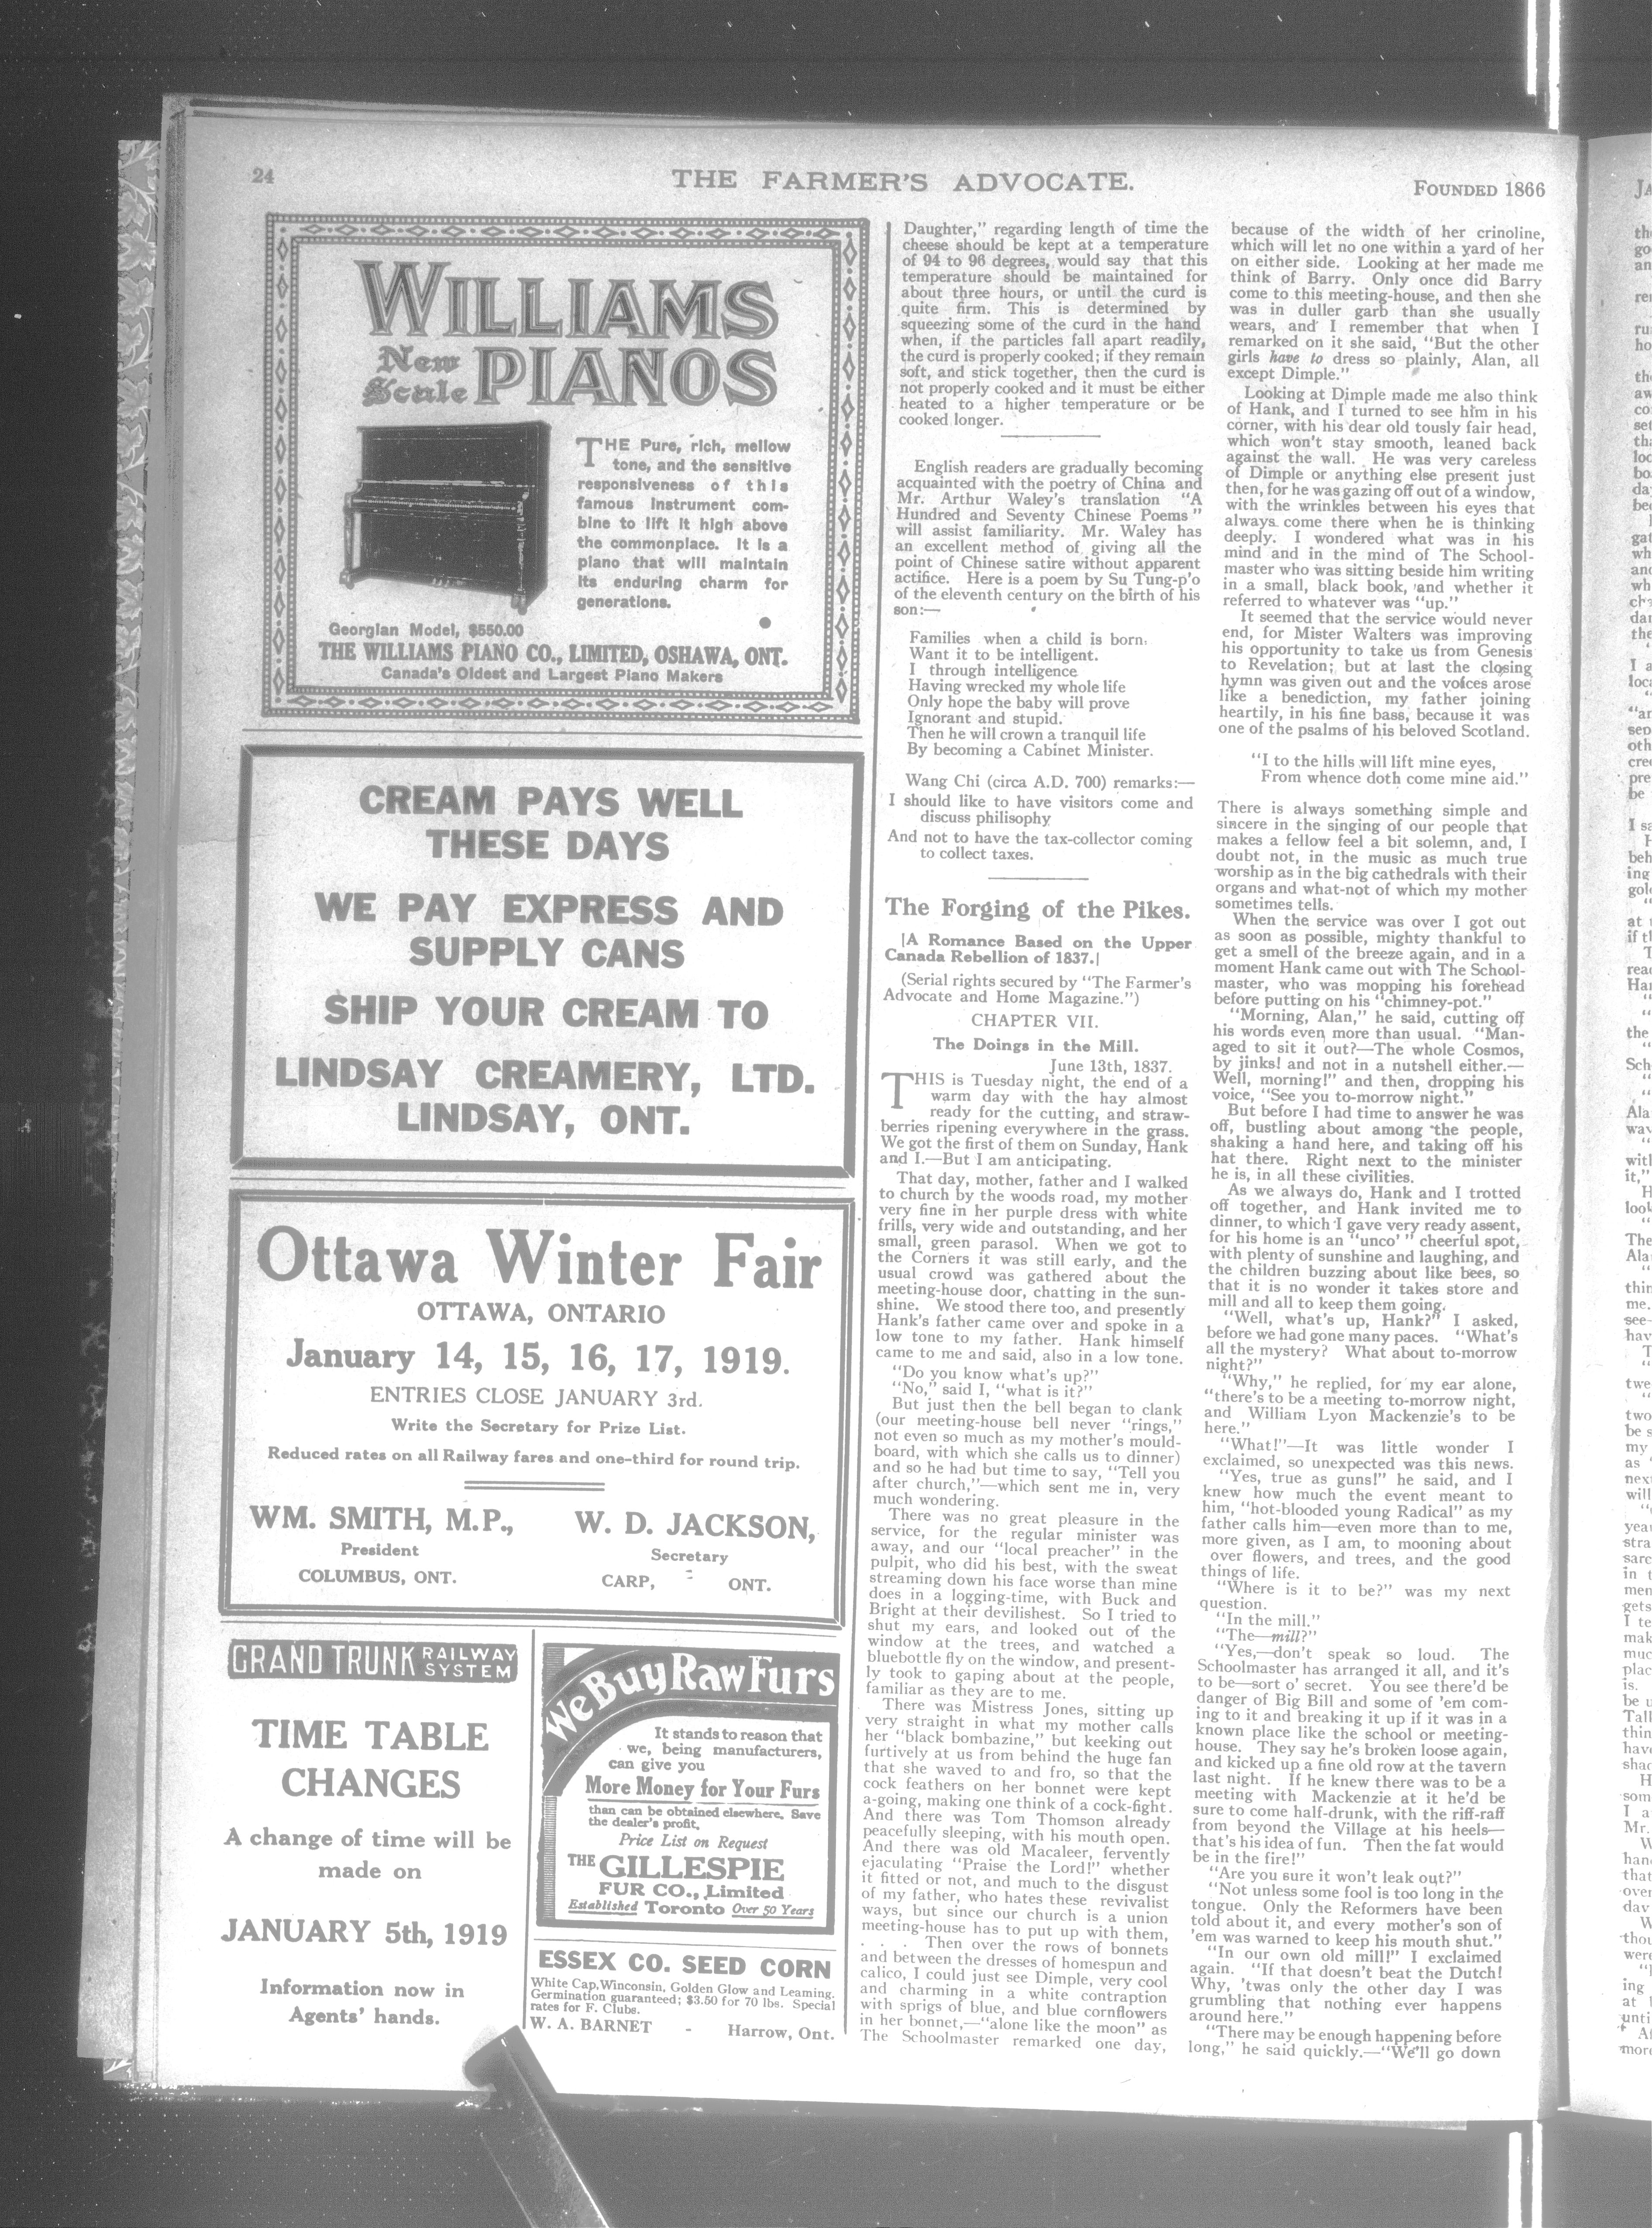 24
THE FARMER'S ADVOCATE.
FOUNDED 1866
WILLIAMS
New Scale PIANOS
THE Pure, rich, mellow
tone, and the sensitive
responsiveness of this
famous instrument com-
bine to lift it high above
the commonplace. It is a
piano that will maintain
its enduring charm for
generations.
Georgian Model, $550.00
THE WILLIAMS PIANO CO., LIMITED, OSHAWA, ONT.
Canada's Oldest and Largest Piano Makers
CREAM PAYS WELL
THESE DAYS
WE PAY EXPRESS AND
SUPPLY CANS
SHIP YOUR CREAM TO
LINDSAY CREAMERY, LTD.
LINDSAY, ONT.
Ottawa Winter Fair
OTTAWA, ONTARIO
January 14, 15, 16, 17, 1919.
ENTRIES CLOSE JANUARY 3rd.
Write the Secretary for Prize List.
Reduced rates on all Railway fares and one-third for round trip.
WM. SMITH, M.P.,
President
COLUMBUS, ONT.
W. D. JACKSON,
Secretary
CARP, ONT.
GRAND TRUNK RAILWAY SYSTEM
TIME TABLE
CHANGES
A change of time will be
made on
JANUARY 5th, 1919
Information now in
Agents' hands.
We Buy Raw Furs
It stands to reason that
we, being manufacturers,
can give you
More Money for Your Furs
than can be obtained elsewhere. Save
the dealer's profit.
Price List on Request
THE GILLESPIE
FUR CO., Limited
Established Toronto Over 50 Years
ESSEX CO. SEED CORN
White Cap, Winconsin, Golden Glow and Leaming.
Germination guaranteed; $3.50 for 70 lbs. Special
rates for F. Clubs.
W. A. BARNET - Harrow, Ont.
Daughter," regarding length of time the
cheese should be kept at a temperature
of 94 to 96 degrees, would say that this
temperature should be maintained for
about three hours, or until the curd is
quite firm. This is determined by
squeezing some of the curd in the hand
when, if the particles fall apart readily,
the curd is properly cooked; if they remain
soft, and stick together, then the curd is
not properly cooked and it must be either
heated to a higher temperature or be
cooked longer.
English readers are gradually becoming
acquainted with the poetry of China and
Mr. Arthur Waley's translation "A
Hundred and Seventy Chinese Poems"
will assist familiarity. Mr. Waley has
an excellent method of giving all the
point of Chinese satire without apparent
actifice. Here is a poem by Su Tung-p'o
of the eleventh century on the birth of his
son:—
Families when a child is born
Want it to be intelligent.
I through intelligence
Having wrecked my whole life
Only hope the baby will prove
Ignorant and stupid.
Then he will crown a tranquil life
By becoming a Cabinet Minister.
Wang Chi (circa A.D. 700) remarks:—
I should like to have visitors come and
discuss philisophy
And not to have the tax-collector coming
to collect taxes.
The Forging of the Pikes.
[A Romance Based on the Upper
Canada Rebellion of 1837.]
(Serial rights secured by "The Farmer's
Advocate and Home Magazine.")
CHAPTER VII.
The Doings in the Mill.
June 13th, 1837.
THIS is Tuesday night, the end of a
warm day with the hay almost
ready for the cutting, and straw-
berries ripening everywhere in the grass.
We got the first of them on Sunday, Hank
and I.—But I am anticipating.
That day, mother, father and I walked
to church by the woods road, my mother
very fine in her purple dress with white
frills, very wide and outstanding, and her
small, green parasol. When we got to
the Corners it was still early, and the
usual crowd was gathered about the
meeting-house door, chatting in the sun-
shine. We stood there too, and presently
Hank's father came over and spoke in a
low tone to my father. Hank himself
came to me and said, also in a low tone.
"Do you know what's up?"
"No," said I, "what is it?"
But just then the bell began to clank
(our meeting-house bell never "rings,"
not even so much as my mother's mould-
board, with which she calls us to dinner)
and so he had but time to say, "Tell you
after church,"—which sent me in, very
much wondering.
There was no great pleasure in the
service, for the regular minister was
away, and our "local preacher" in the
pulpit, who did his best, with the sweat
streaming down his face worse than mine
does in a logging-time, with Buck and
Bright at their devilishest. So I tried to
shut my ears, and looked out of the
window at the trees, and watched a
bluebottle fly on the window, and present-
ly took to gaping about at the people,
familiar as they are to me.
There was Mistress Jones, sitting up
very straight in what my mother calls
her "black bombazine," but keeking out
furtively at us from behind the huge fan
that she waved to and fro, so that the
cock feathers on her bonnet were kept
a-going, making one think of a cock-fight.
And there was Tom Thomson already
peacefully sleeping, with his mouth open.
And there was old Macaleer, fervently
ejaculating "Praise the Lord!" whether
it fitted or not, and much to the disgust
of my father, who hates these revivalist
ways, but since our church is a union
meeting-house has to put up with them,
. . . Then over the rows of bonnets
and between the dresses of homespun and
calico, I could just see Dimple, very cool
and charming in a white contraption
with sprigs of blue, and blue cornflowers
in her bonnet,—"alone like the moon" as
The Schoolmaster remarked one day,
because of the width of her crinoline,
which will let no one within a yard of her
on either side. Looking at her made me
think of Barry. Only once did Barry
come to this meeting-house, and then she
was in duller garb than she usually
wears, and I remember that when I
remarked on it she said, "But the other
girls have to dress so plainly, Alan, all
except Dimple."
Looking at Dimple made me also think
of Hank, and I turned to see him in his
corner, with his dear old tously fair head,
which won't stay smooth, leaned back
against the wall. He was very careless
of Dimple or anything else present just
then, for he was gazing off out of a window,
with the wrinkles between his eyes that
always come there when he is thinking
deeply. I wondered what was in his
mind and in the mind of The School-
master who was sitting beside him writing
in a small, black book, and whether it
referred to whatever was "up."
It seemed that the service would never
end, for Mister Walters was improving
his opportunity to take us from Genesis
to Revelation; but at last the closing
hymn was given out and the voices arose
like a benediction, my father joining
heartily, in his fine bass, because it was
one of the psalms of his beloved Scotland.
"I to the hills will lift mine eyes,
From whence doth come mine aid."
There is always something simple and
sincere in the singing of our people that
makes a fellow feel a bit solemn, and, I
doubt not, in the music as much true
worship as in the big cathedrals with their
organs and what-not of which my mother
sometimes tells.
When the service was over I got out
as soon as possible, mighty thankful to
get a smell of the breeze again, and in a
moment Hank came out with The School-
master, who was mopping his forehead
before putting on his "chimney-pot."
"Morning, Alan," he said, cutting off
his words even more than usual. "Man-
aged to sit it out?—The whole Cosmos,
by jinks! and not in a nutshell either.—
Well, morning!" and then, dropping his
voice, "See you to-morrow night."
But before I had time to answer he was
off, bustling about among the people,
shaking a hand here, and taking off his
hat there. Right next to the minister
he is, in all these civilities.
As we always do, Hank and I trotted
off together, and Hank invited me to
dinner, to which I gave very ready assent,
for his home is an "unco' " cheerful spot,
with plenty of sunshine and laughing, and
the children buzzing about like bees, so
that it is no wonder it takes store and
mill and all to keep them going.
"Well, what's up, Hank?" I asked,
before we had gone many paces. "What's
all the mystery? What about to-morrow
night?"
"Why," he replied, for my ear alone,
"there's to be a meeting to-morrow night,
and William Lyon Mackenzie's to be
here."
"What!"—It was little wonder I
exclaimed, so unexpected was this news.
"Yes, true as guns!" he said, and I
knew how much the event meant to
him, "hot-blooded young Radical" as my
father calls him—even more than to me,
more given, as I am, to mooning about
over flowers, and trees, and the good
things of life.
"Where is it to be?" was my next
question.
"In the mill."
"The—mill?"
"Yes,—don't speak so loud. The
Schoolmaster has arranged it all, and it's
to be—sort o' secret. You see there'd be
danger of Big Bill and some of 'em com-
ing to it and breaking it up if it was in a
known place like the school or meeting-
house. They say he's broken loose again,
and kicked up a fine old row at the tavern
last night. If he knew there was to be a
meeting with Mackenzie at it he'd be
sure to come half-drunk, with the riff-raff
from beyond the Village at his heels—
that's his idea of fun. Then the fat would
be in the fire!"
"Are you sure it won't leak out?"
"Not unless some fool is too long in the
tongue. Only the Reformers have been
told about it, and every mother's son of
'em was warned to keep his mouth shut."
"In our own old mill!" I exclaimed
again. "If that doesn't beat the Dutch!
Why, 'twas only the other day I was
grumbling that nothing ever happens
around here."
"There may be enough happening before
long," he said quickly.—"We'll go down